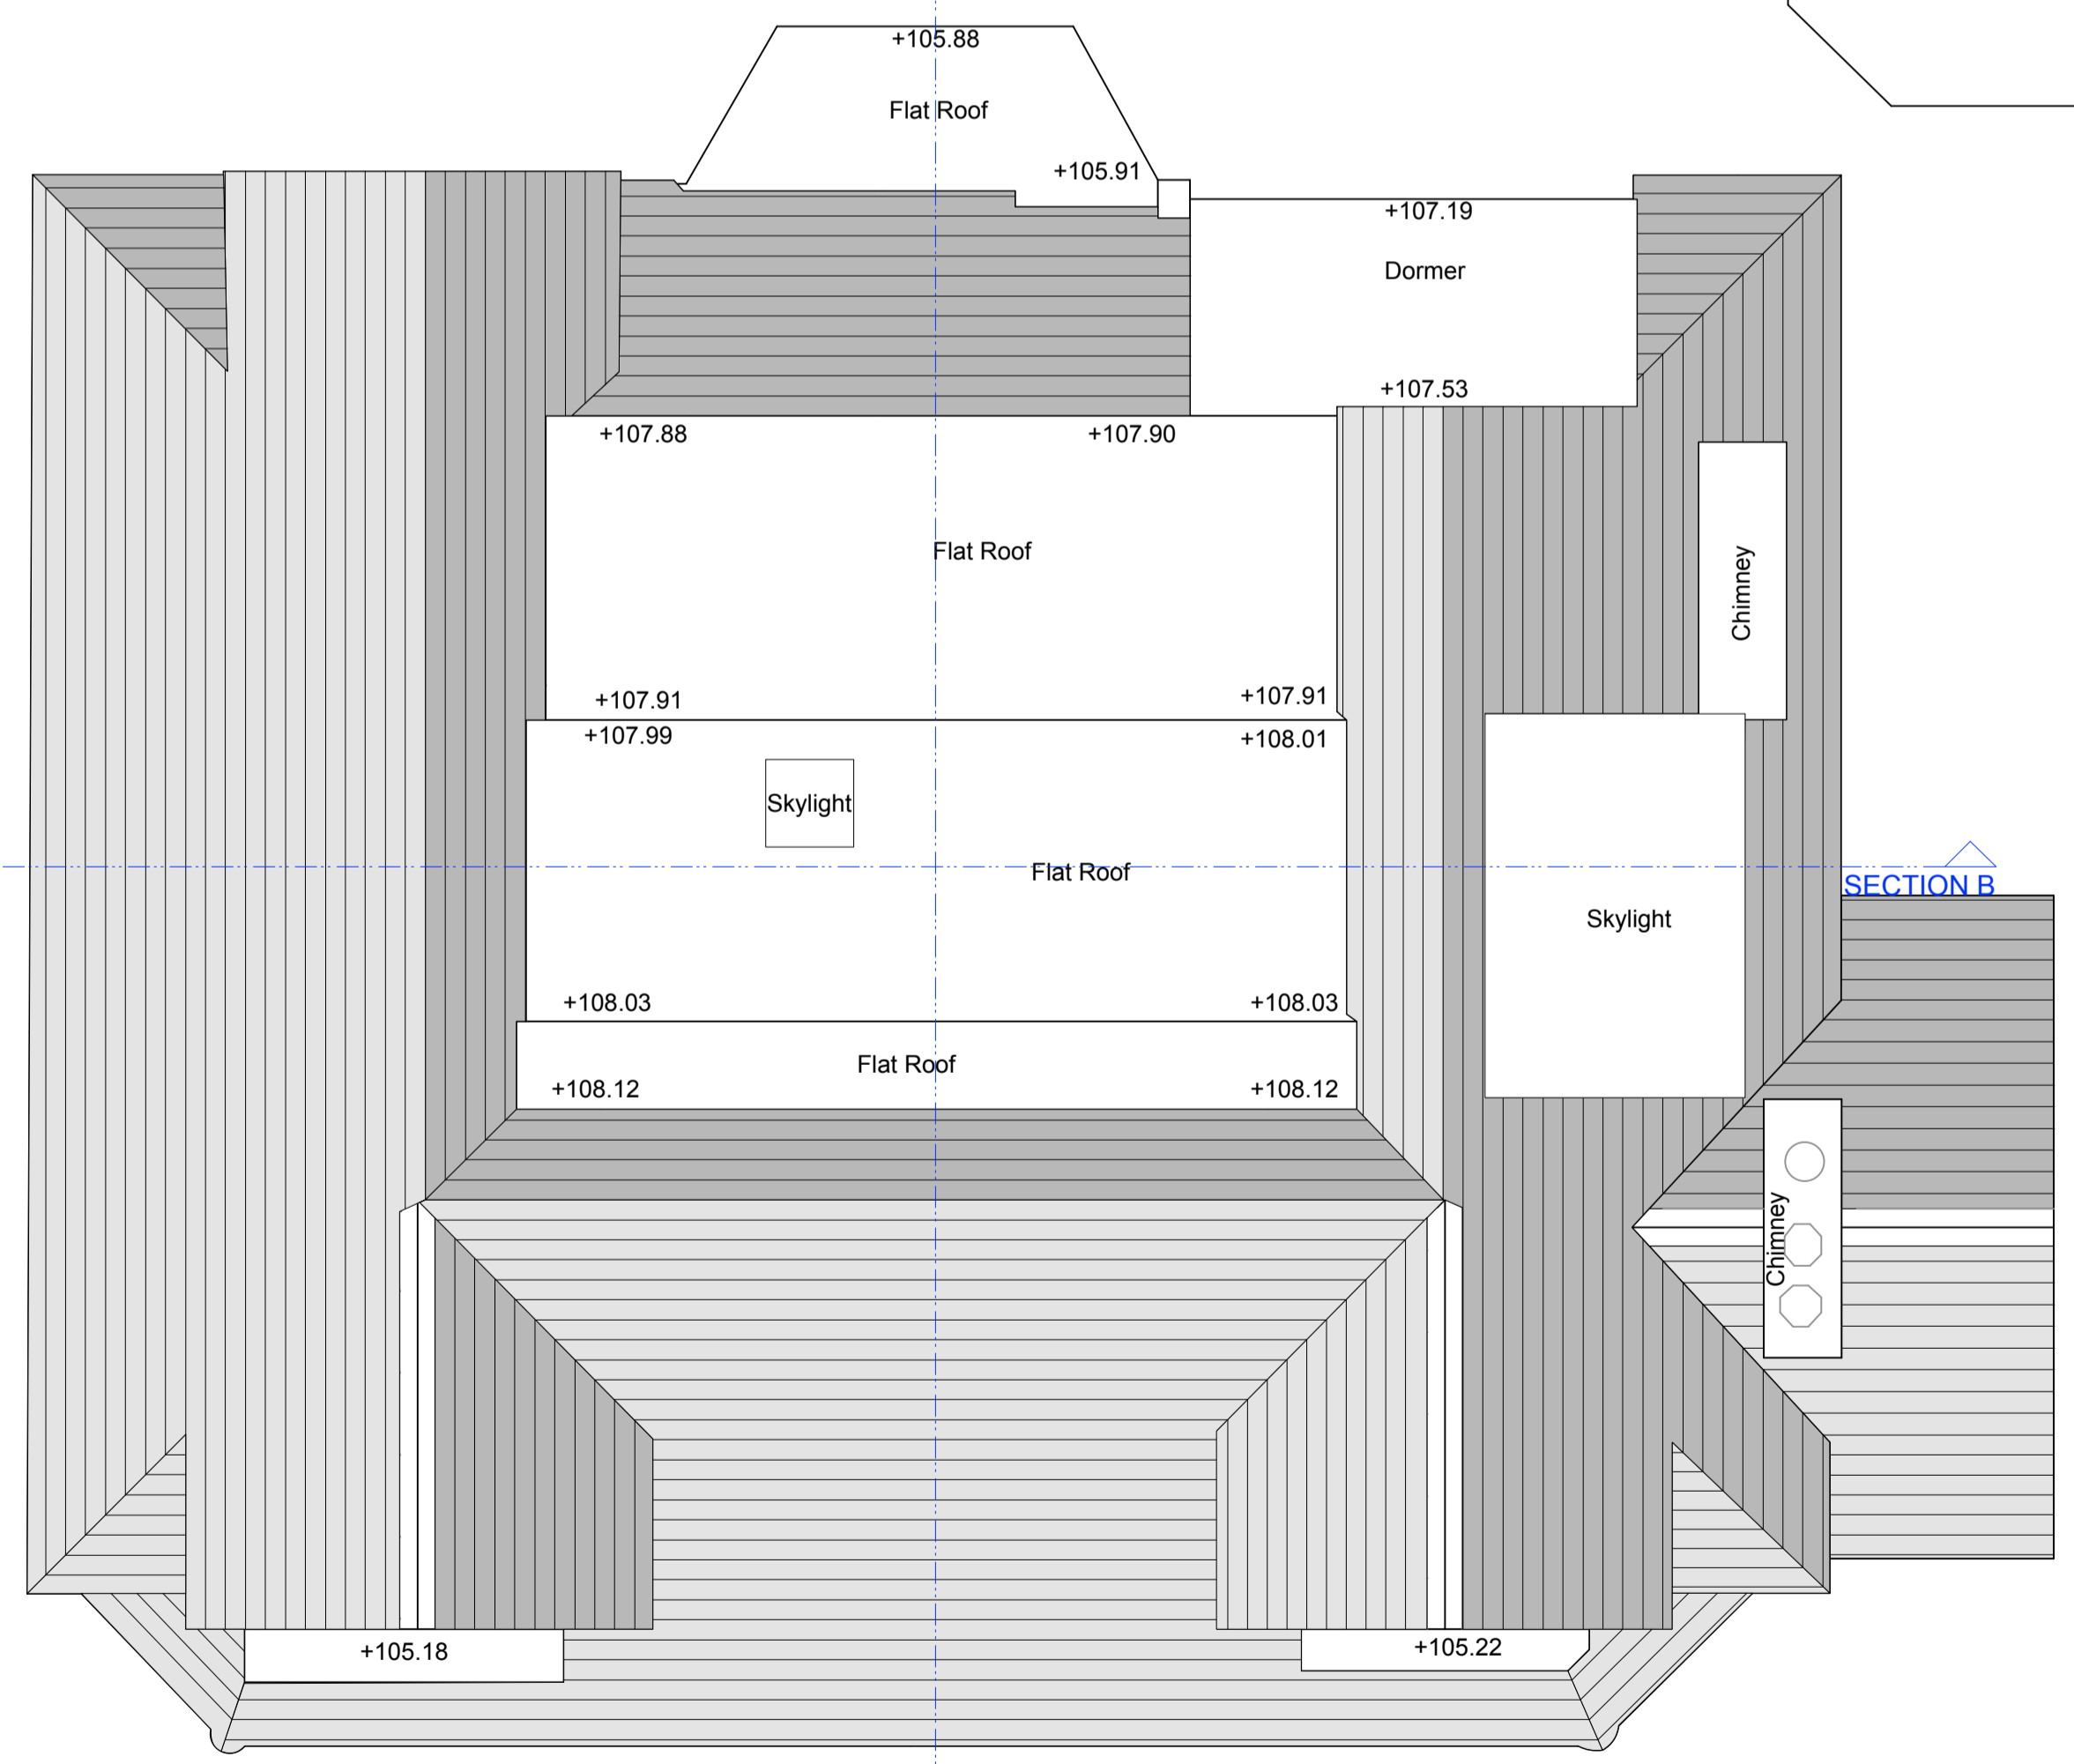 +105.88
Flat Roof
+105.91
+107.19
Dormer
+107.53
+107.88
+107.90
Flat Roof
Chimney
+107.91
+107.91
+107.99
+108.01
Skylight
Flat Roof
SECTION B
Skylight
+108.03
+108.03
Flat Roof
+108.12
+108.12
Chimney
+105.18
+105.22